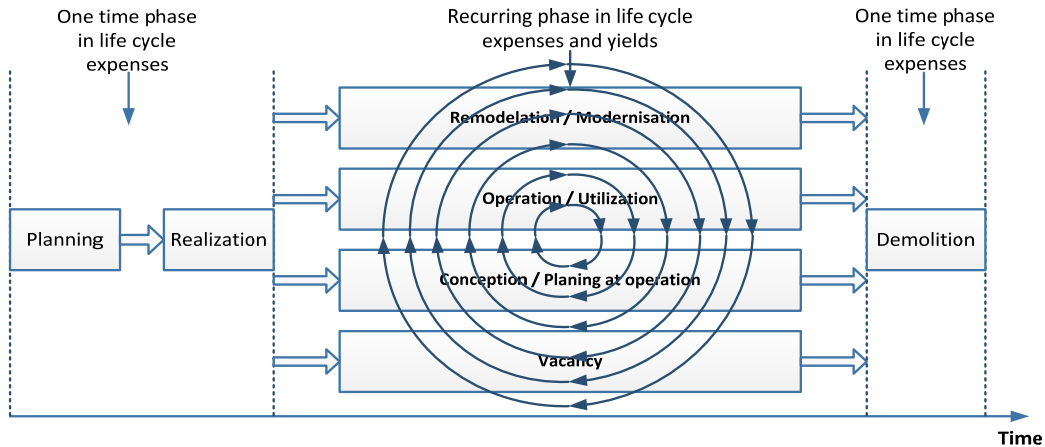 One time phase
in life cycle
expenses
Recurring phase in life cycle
expenses and yields
One time phase
in life cycle
expenses
Remodelation / Modernisation
Operation / Utilization
Planning
Realization
Demolition
Conception / Planing at operation
Vacancy
Time